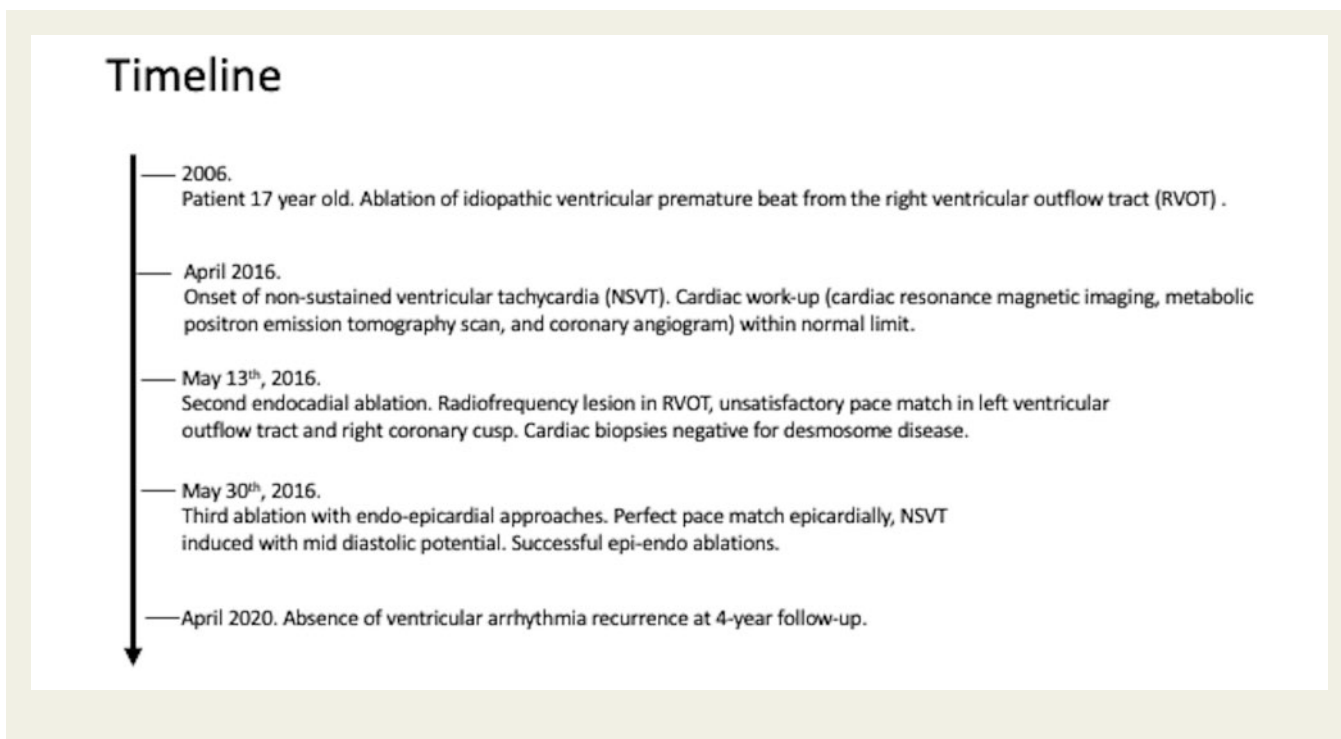 Timeline
2006.
Patient 17 year old. Ablation of idiopathic ventricular premature beat from the right ventricular outflow tract (RVOT) .
April 2016.
Onset of non-sustained ventricular tachycardia (NSVT). Cardiac work-up (cardiac resonance magnetic imaging, metabolic
positron emission tomography scan, and coronary angiogram) within normal limit.
May 13th, 2016.
Second endocadial ablation. Radiofrequency lesion in RVOT, unsatisfactory pace match in left ventricular
outflow tract and right coronary cusp. Cardiac biopsies negative for desmosome disease.
May 30th, 2016.
Third ablation with endo-epicardial approaches. Perfect pace match epicardially, NSVT
induced with mid diastolic potential. Successful epi-endo ablations.
April 2020. Absence of ventricular arrhythmia recurrence at 4-year follow-up.